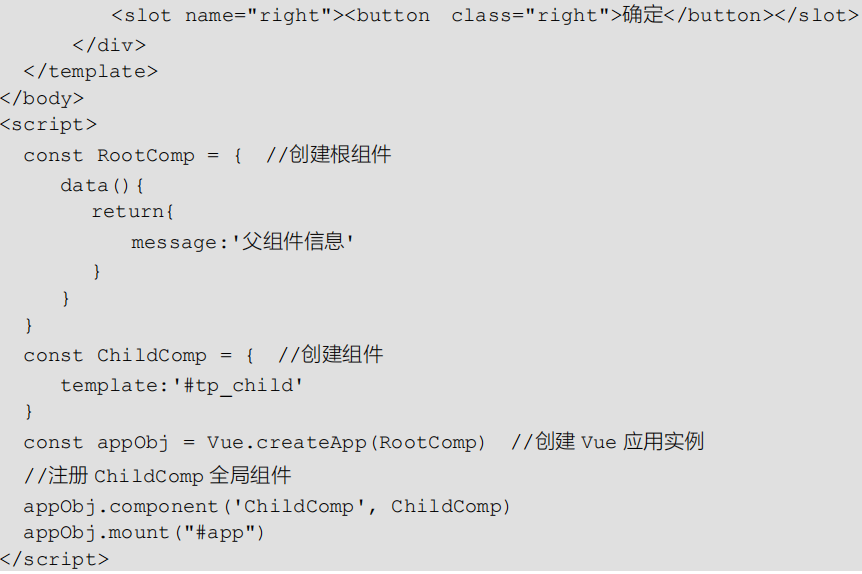 <slot name="right"><button  class="right">确定</button></slot>
</div>
</template>
</body>
<script>
const RootComp = {  //创建根组件
data(){
return{
message:'父组件信息'
}
}
}
const ChildComp = {  //创建组件
template:'#tp_child'
}
const appObj = Vue.createApp(RootComp)  //创建 Vue 应用实例
//注册 ChildComp 全局组件
appObj.component('ChildComp', ChildComp)
appObj.mount("#app")
</script>